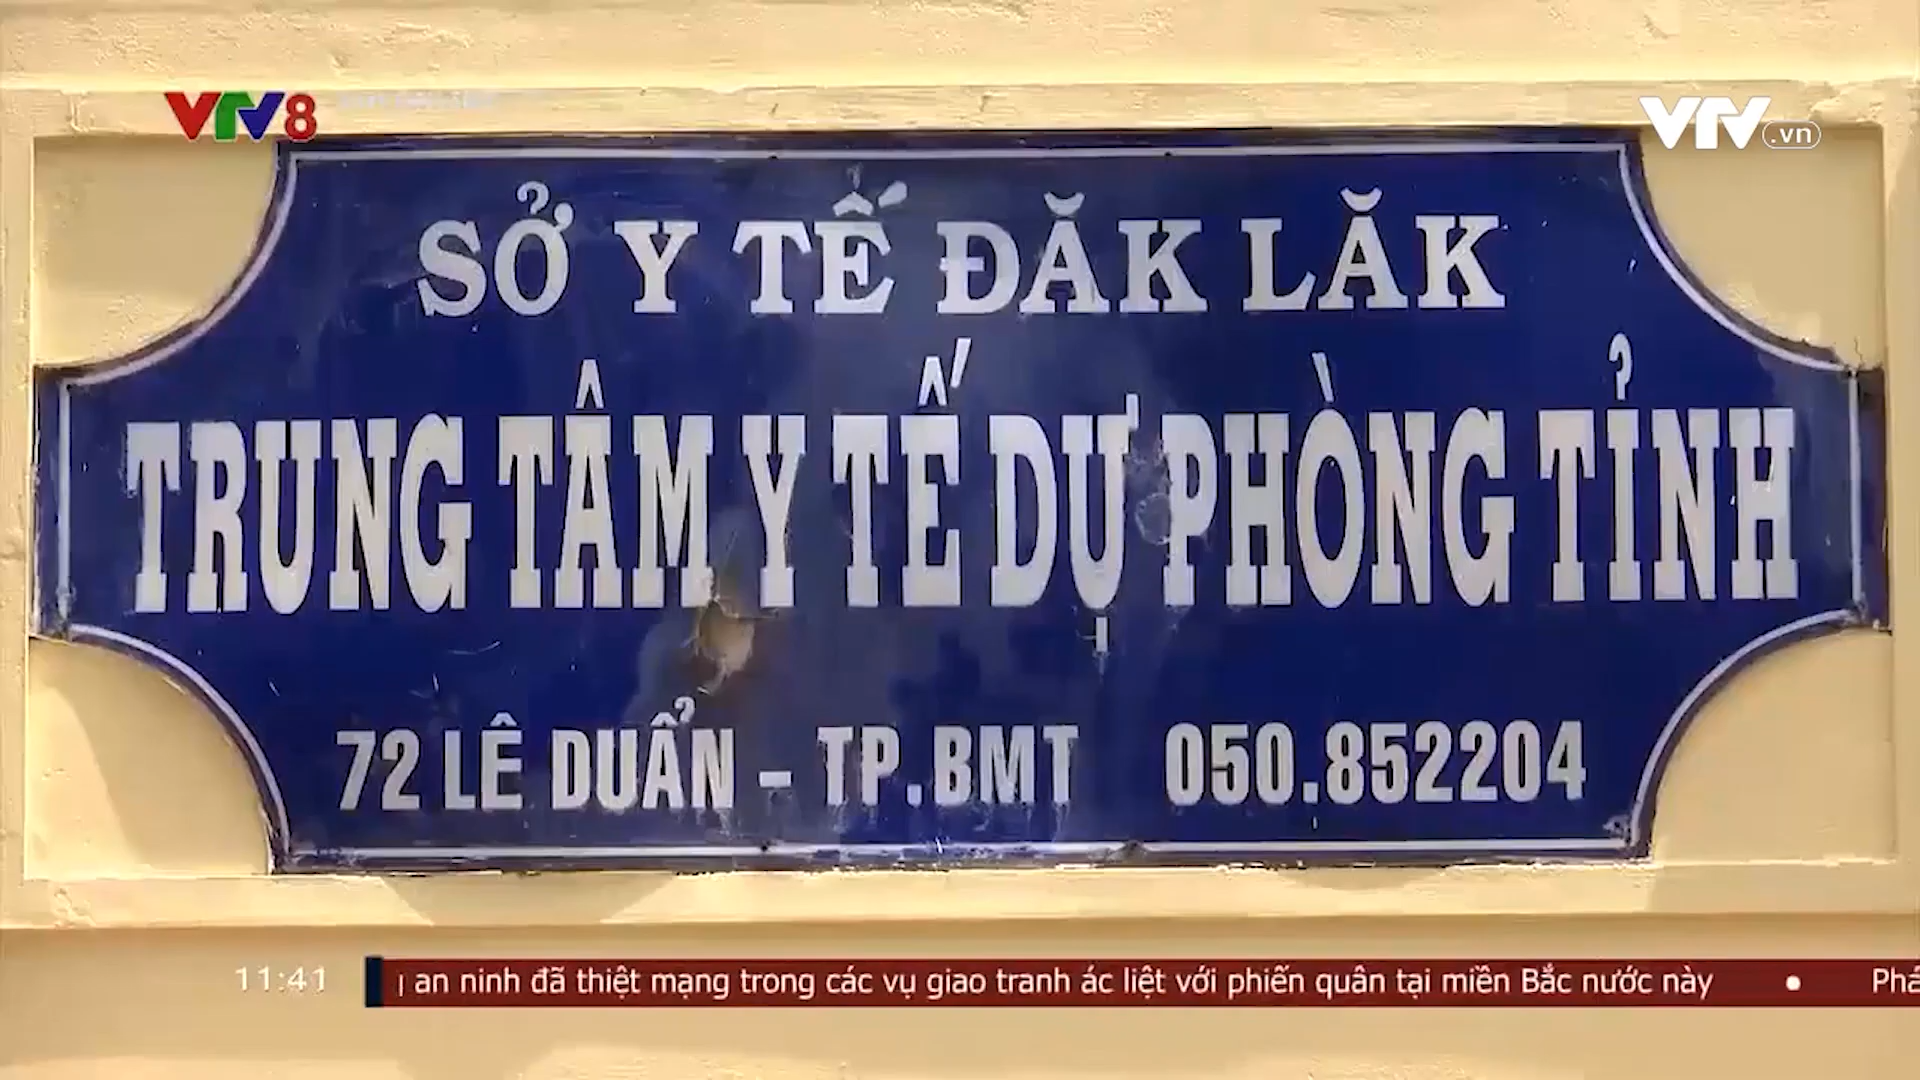 VTV8
VTV.vn
SỞ Y TẾ ĐĂK LĂK
TRUNG TÂM Y TẾ DỰ PHÒNG TỈNH
72 LÊ DUẨN - TP.BMT 050.852204
11:41
an ninh đã thiệt mạng trong các vụ giao tranh ác liệt với phiến quân tại miền Bắc nước này •